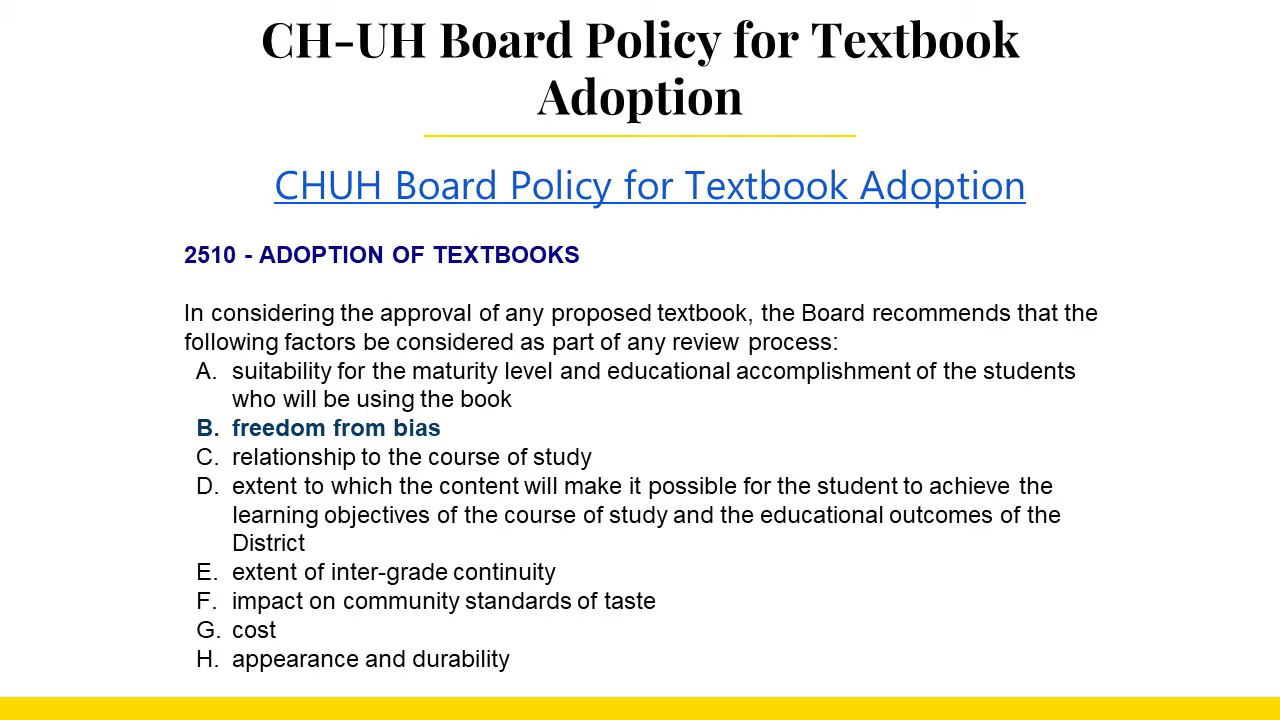 CH-UH Board Policy for Textbook
Adoption
CHUH Board Policy for Textbook Adoption
2510 - ADOPTION OF TEXTBOOKS
In considering the approval of any proposed textbook, the Board recommends that the
following factors be considered as part of any review process:
A. suitability for the maturity level and educational accomplishment of the students
who will be using the book
B. freedom from bias
C. relationship to the course of study
D. extent to which the content will make it possible for the student to achieve the
learning objectives of the course of study and the educational outcomes of the
District
E. extent of inter-grade continuity
F. impact on community standards of taste
G. cost
H. appearance and durability